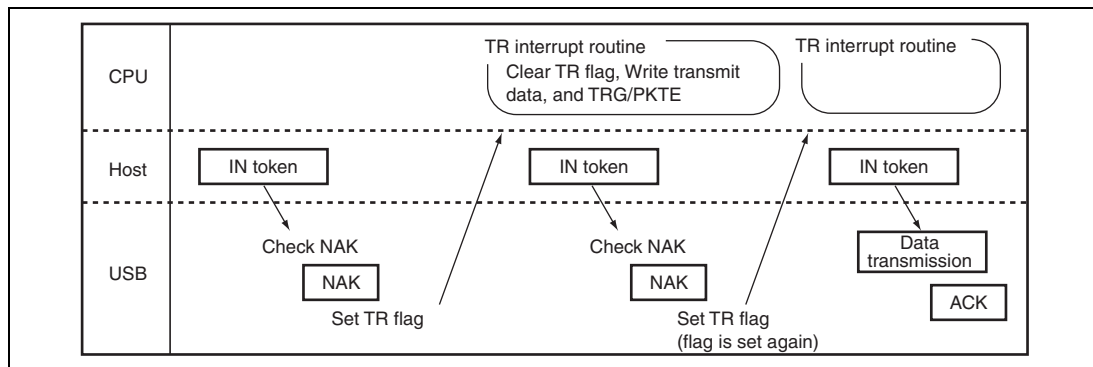 CPU
TR interrupt routine
Clear TR flag, Write transmit
data, and TRG/PKTE
TR interrupt routine
Host
IN token
IN token
IN token
USB
Check NAK
NAK
Set TR flag
Check NAK
NAK
Set TR flag
(flag is set again)
Data
transmission
ACK